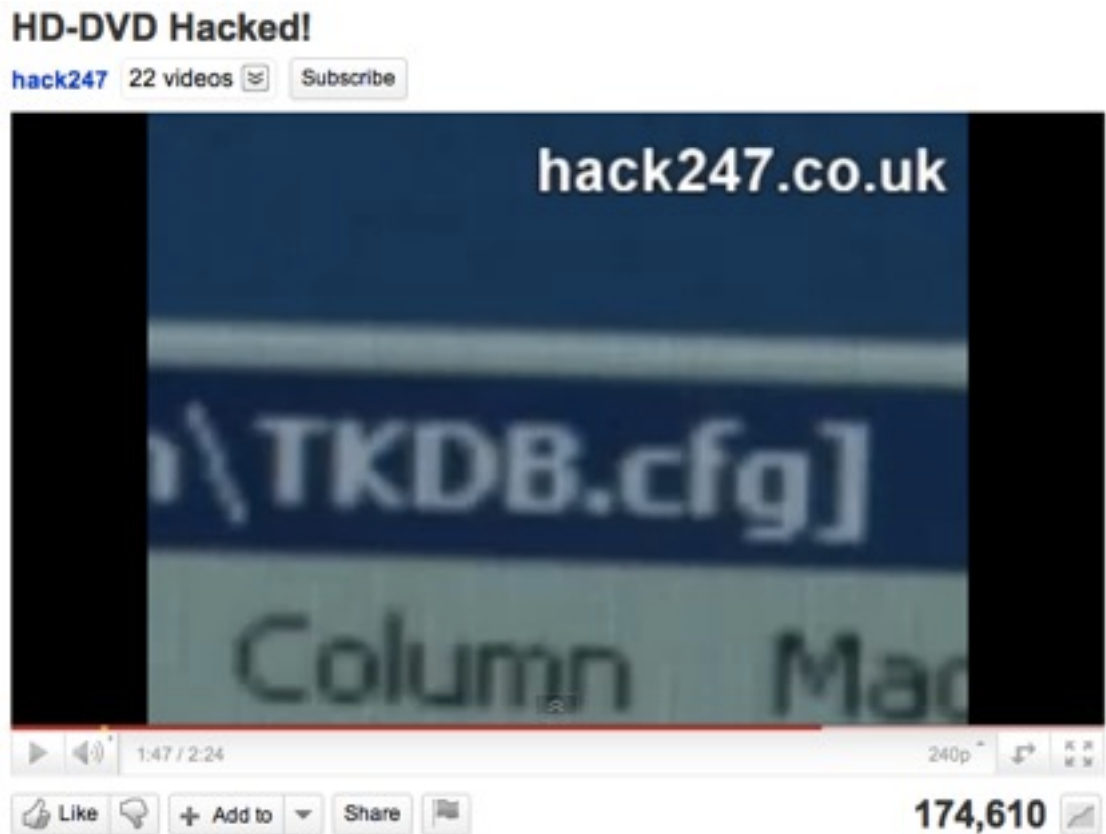 HD-DVD Hacked!
hack247 22 videos Subscribe
hack247.co.uk
\TKDB.cfg]
Column
1:47 / 2:24 240p
Like Add to Share 174,610